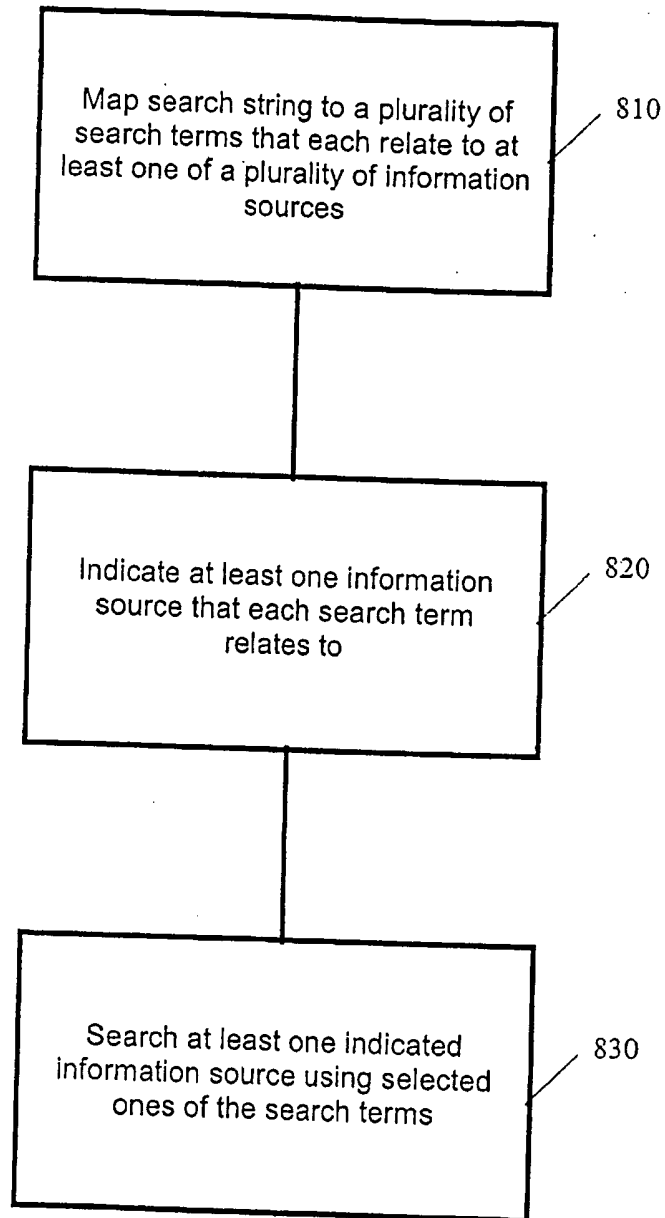 Map search string to a plurality of
search terms that each relate to at
least one of a plurality of information
sources
810
Indicate at least one information
source that each search term
relates to
820
Search at least one indicated
information source using selected
ones of the search terms
830